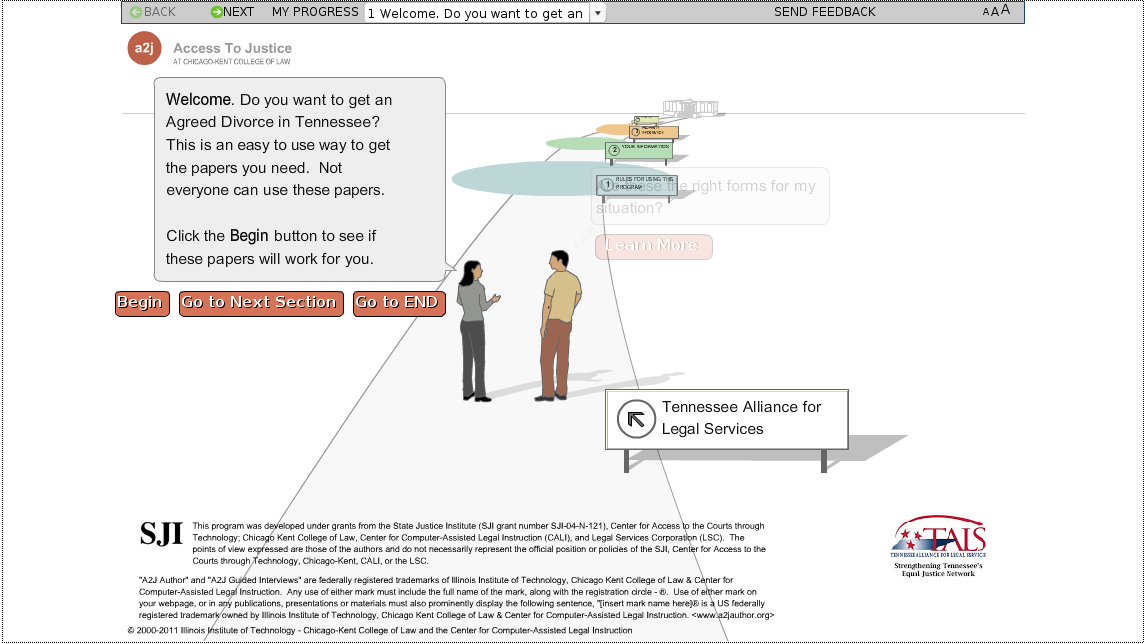 BACK NEXT MY PROGRESS 1 Welcome. Do you want to get an SEND FEEDBACK AAA
a2j Access To Justice
AT CHICAGO-KENT COLLEGE OF LAW
Welcome. Do you want to get an
Agreed Divorce in Tennessee?
This is an easy to use way to get
the papers you need. Not
everyone can use these papers.
Click the Begin button to see if
these papers will work for you.
Begin Go to Next Section Go to END
2 YOUR INFORMATION
1 RULES FOR USING THIS
PROGRAM
these the right forms for my
situation?
Learn More
Tennessee Alliance for
Legal Services
SJI
This program was developed under grants from the State Justice Institute (SJI grant number SJI-04-N-121), Center for Access to the Courts through
Technology; Chicago Kent College of Law, Center for Computer-Assisted Legal Instruction (CALI), and Legal Services Corporation (LSC). The
points of view expressed are those of the authors and do not necessarily represent the official position or policies of the SJI, Center for Access to the
Courts through Technology, Chicago-Kent, CALI, or the LSC.
TALS
TENNESSEE ALLIANCE FOR LEGAL SERVICES
Strengthening Tennessee's
Equal Justice Network
"A2J Author" and "A2J Guided Interviews" are federally registered trademarks of Illinois Institute of Technology, Chicago Kent College of Law & Center for
Computer-Assisted Legal Instruction. Any use of either mark must include the full name of the mark, along with the registration circle - ®. Use of either mark on
your webpage, or in any publications, presentations or materials must also prominently display the following sentence, "[insert mark name here]® is a US federally
registered trademark owned by Illinois Institute of Technology, Chicago Kent College of Law & Center for Computer-Assisted Legal Instruction. <www.a2jauthor.org>
© 2000-2011 Illinois Institute of Technology - Chicago-Kent College of Law and the Center for Computer-Assisted Legal Instruction